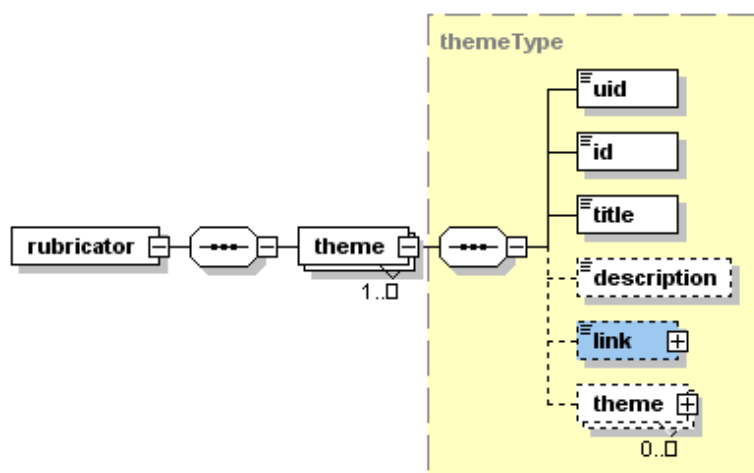 themeType
uid
id
title
rubricator
theme
1..□
description
link
theme
0..□